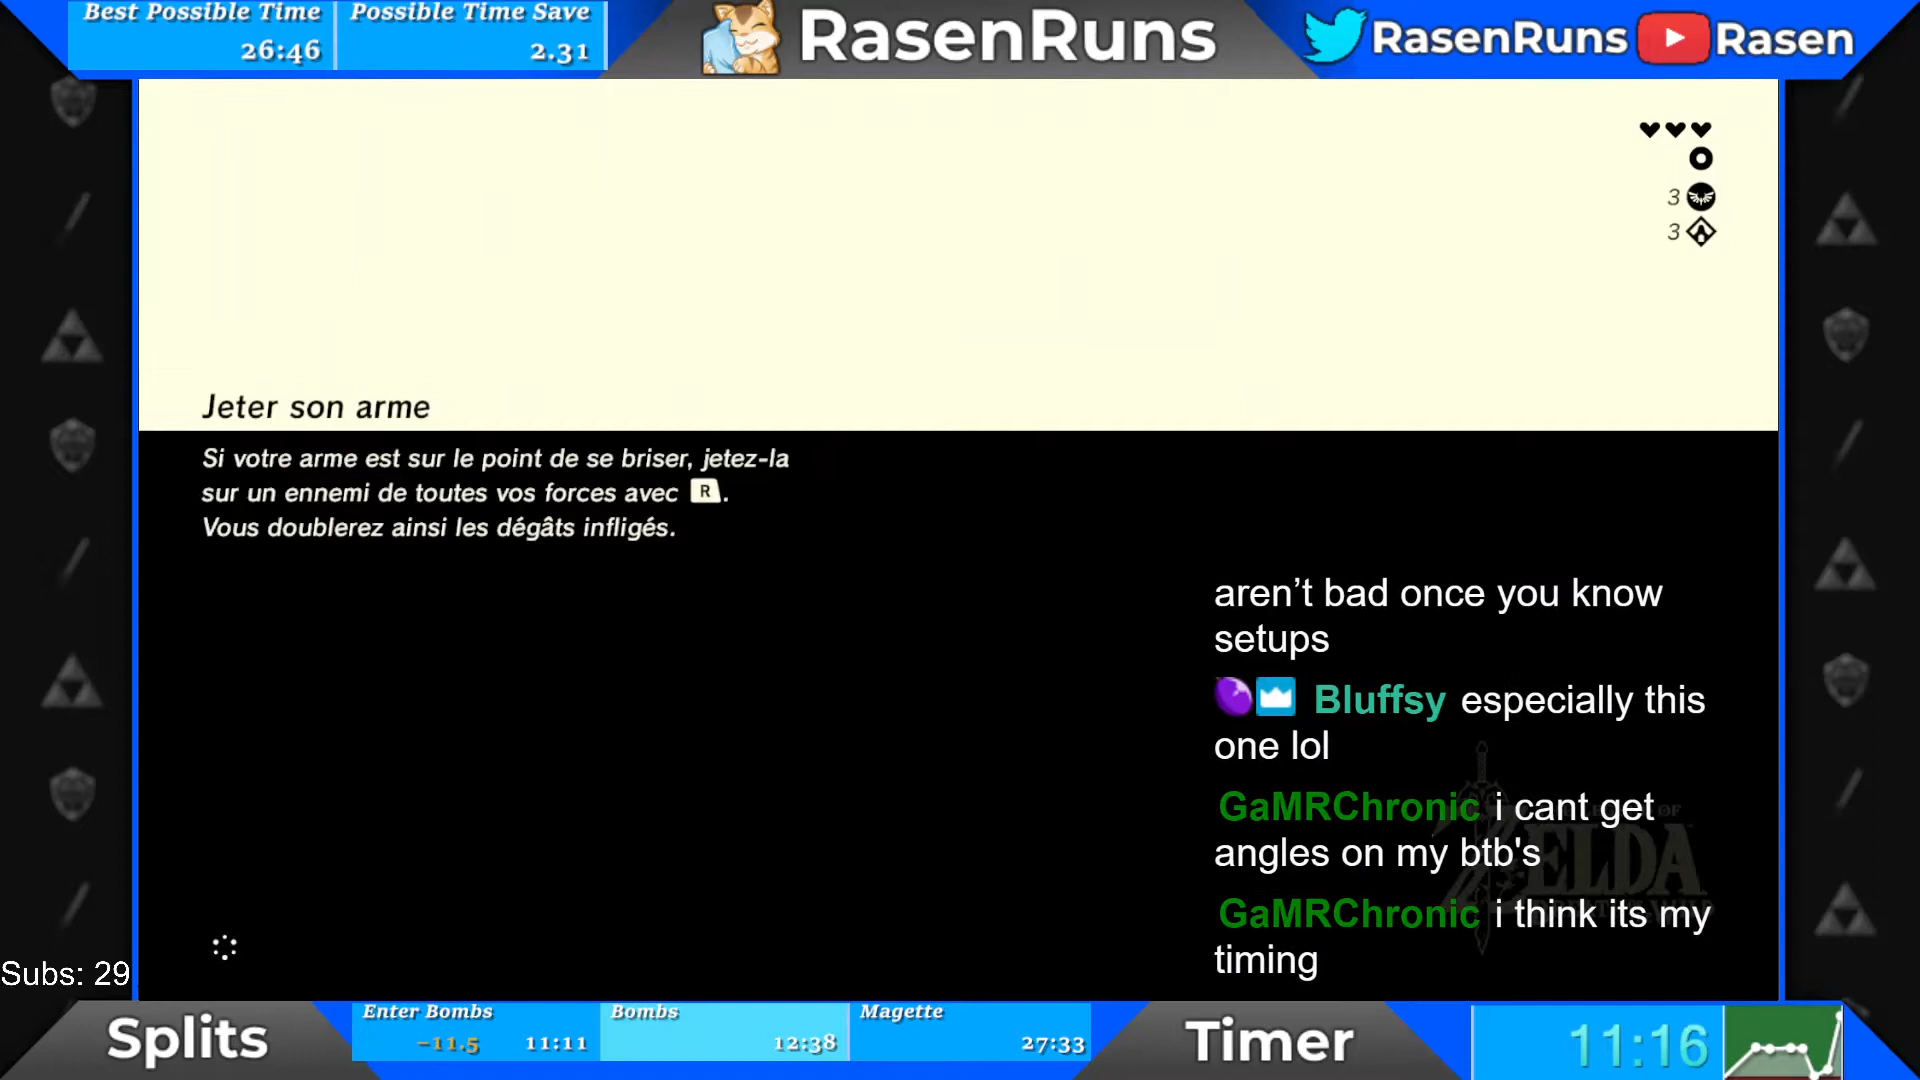 Best Possible Time
26:46
Possible Time Save
2.31
RasenRuns
RasenRuns
Rasen
3
3
Jeter son arme
Si votre arme est sur le point de se briser, jetez-la
sur un ennemi de toutes vos forces avec R.
Vous doublerez ainsi les dégâts infligés.
aren’t bad once you know
setups
Bluffsy especially this
one lol
GaMRChronic i cant get
angles on my btb's
GaMRChronic i think its my
timing
ZELDA
Subs: 29
Splits
Enter Bombs
-11.5 11:11
Bombs
12:38
Magette
27:33
Timer
11:16